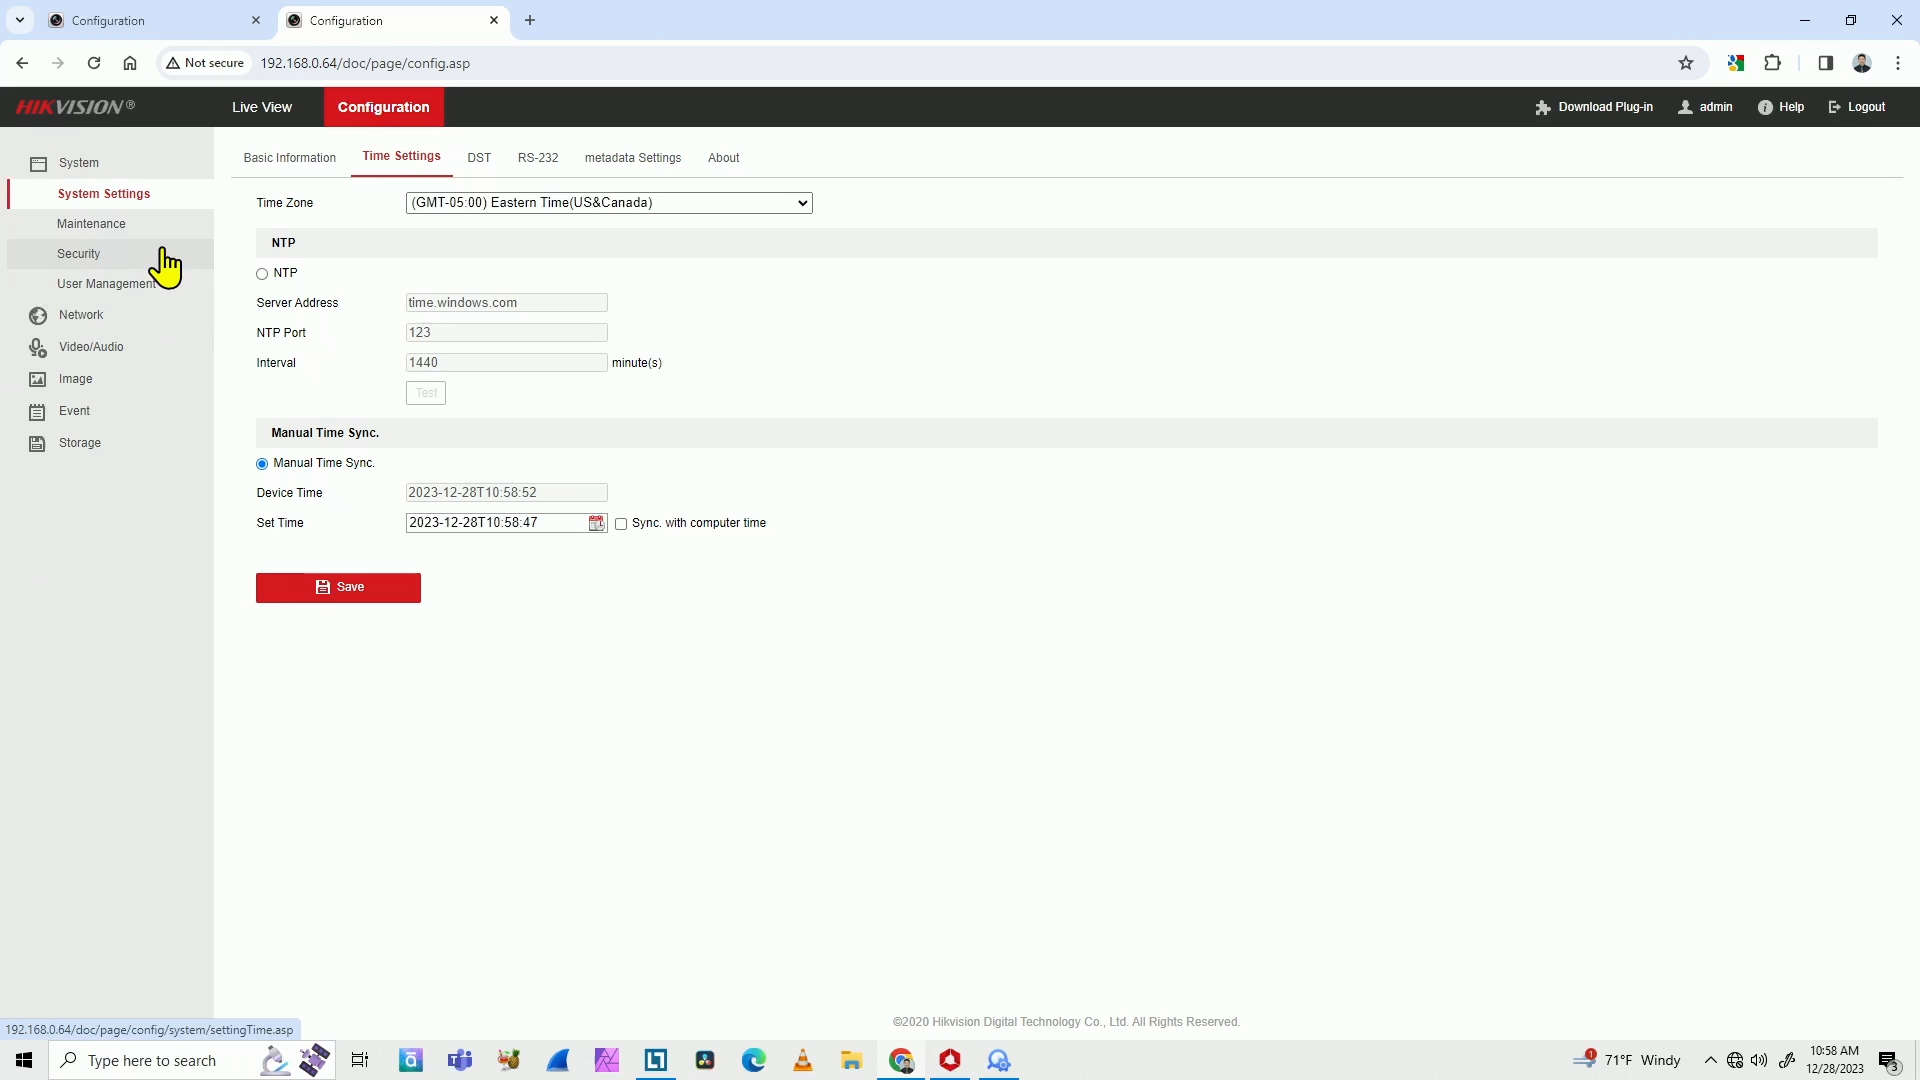 Configuration
Configuration
Not secure
192.168.0.64/doc/page/config.asp
HIKVISION®
Live View
Configuration
Download Plug-in
admin
Help
Logout
System
System Settings
Maintenance
Security
User Management
Network
Video/Audio
Image
Event
Storage
Basic Information
Time Settings
DST
RS-232
metadata Settings
About
Time Zone
(GMT-05:00) Eastern Time(US&Canada)
NTP
NTP
Server Address
time.windows.com
NTP Port
123
Interval
1440
minute(s)
Test
Manual Time Sync.
Manual Time Sync.
Device Time
2023-12-28T10:58:52
Set Time
2023-12-28T10:58:47
Sync. with computer time
Save
©2020 Hikvision Digital Technology Co., Ltd. All Rights Reserved.
192.168.0.64/doc/page/config/system/settingTime.asp
Type here to search
1
71°F Windy
10:58 AM
12/28/2023
3